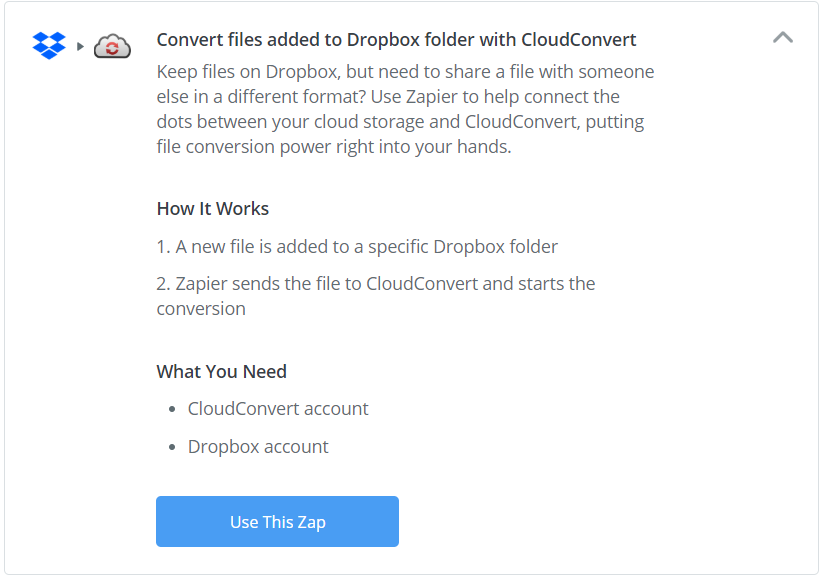 Convert files added to Dropbox folder with CloudConvert
Keep files on Dropbox, but need to share a file with someone
else in a different format? Use Zapier to help connect the
dots between your cloud storage and CloudConvert, putting
file conversion power right into your hands.
How It Works
1. A new file is added to a specific Dropbox folder
2. Zapier sends the file to CloudConvert and starts the
conversion
What You Need
• CloudConvert account
• Dropbox account
Use This Zap